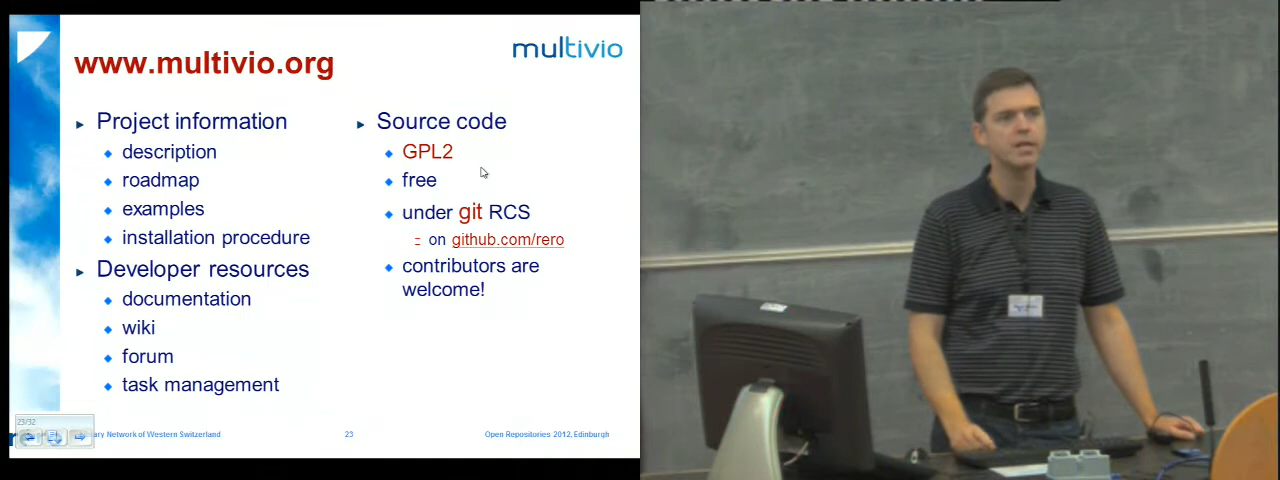 www.multivio.org
multivio
Project information
description
roadmap
examples
installation procedure
Developer resources
documentation
wiki
forum
task management
Source code
GPL2
free
under git RCS
on github.com/rero
contributors are
welcome!
23/32
Network of Western Switzerland
23
Open Repositories 2012, Edinburgh